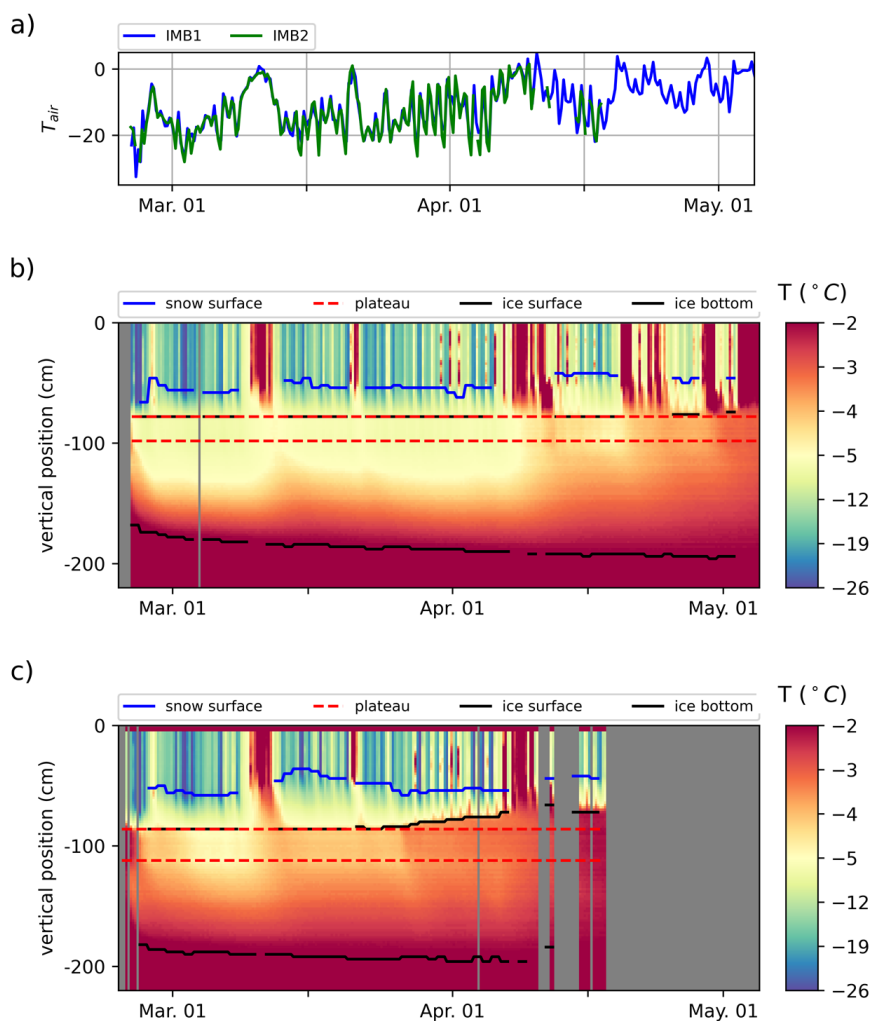 a)
IMB1 IMB2
0
−20
T_air
Mar. 01 Apr. 01 May. 01
b)
snow surface plateau ice surface ice bottom
T (°C)
0
-100
-200
vertical position (cm)
Mar. 01 Apr. 01 May. 01
−2
−3
−4
−5
−12
−19
−26
c)
snow surface plateau ice surface ice bottom
T (°C)
0
-100
-200
vertical position (cm)
Mar. 01 Apr. 01 May. 01
−2
−3
−4
−5
−12
−19
−26